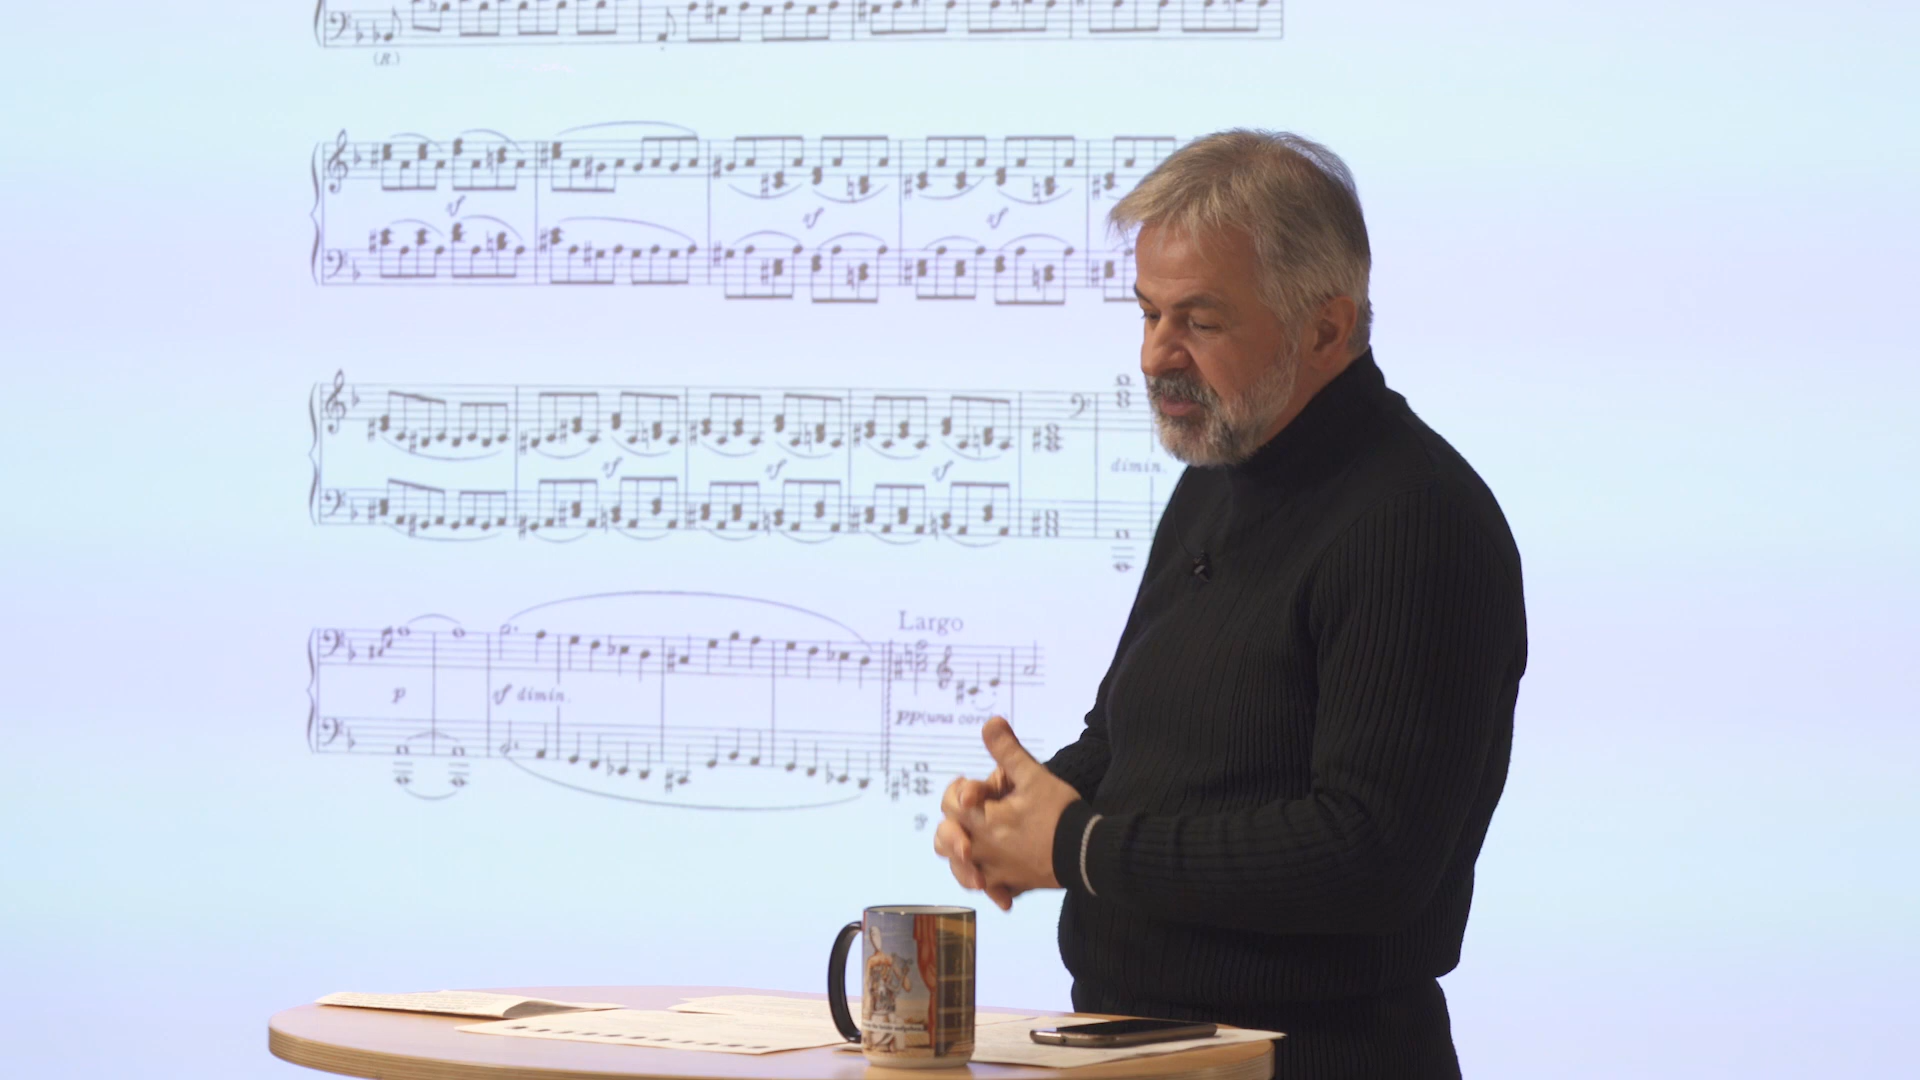 (R.)
sf sf sf
sf sf sf dimin.
Largo
p sf dimin. pp(una corda)